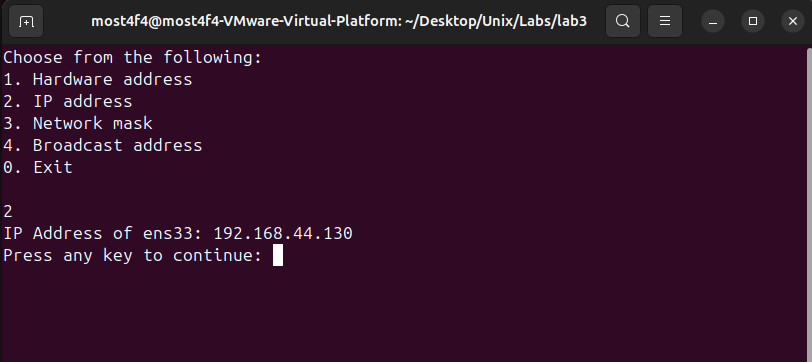 most4f4@most4f4-VMware-Virtual-Platform: ~/Desktop/Unix/Labs/lab3
Choose from the following:
1. Hardware address
2. IP address
3. Network mask
4. Broadcast address
0. Exit
2
IP Address of ens33: 192.168.44.130
Press any key to continue: